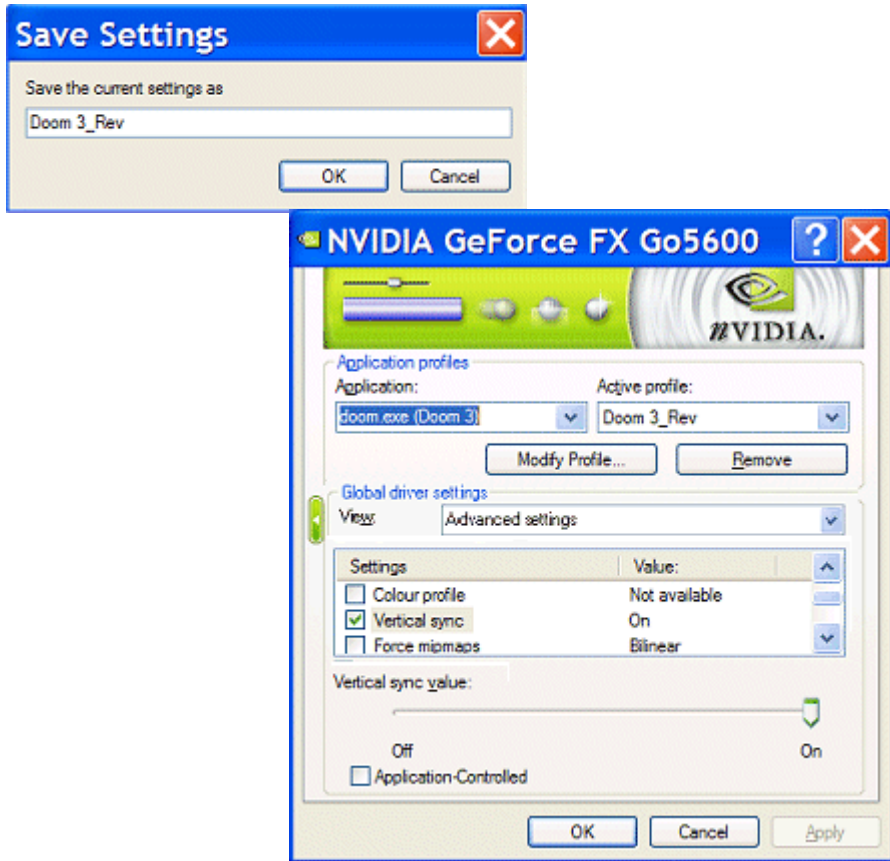 Save Settings
Save the current settings as
Doom 3_Rev
OK Cancel
NVIDIA GeForce FX Go5600
nVIDIA.
Application profiles
Application: Active profile:
doom.exe (Doom 3) Doom 3_Rev
Modify Profile... Remove
Global driver settings
View: Advanced settings
Settings Value:
Colour profile Not available
Vertical sync On
Force mipmaps Bilinear
Vertical sync value:
Off On
Application-Controlled
OK Cancel Apply